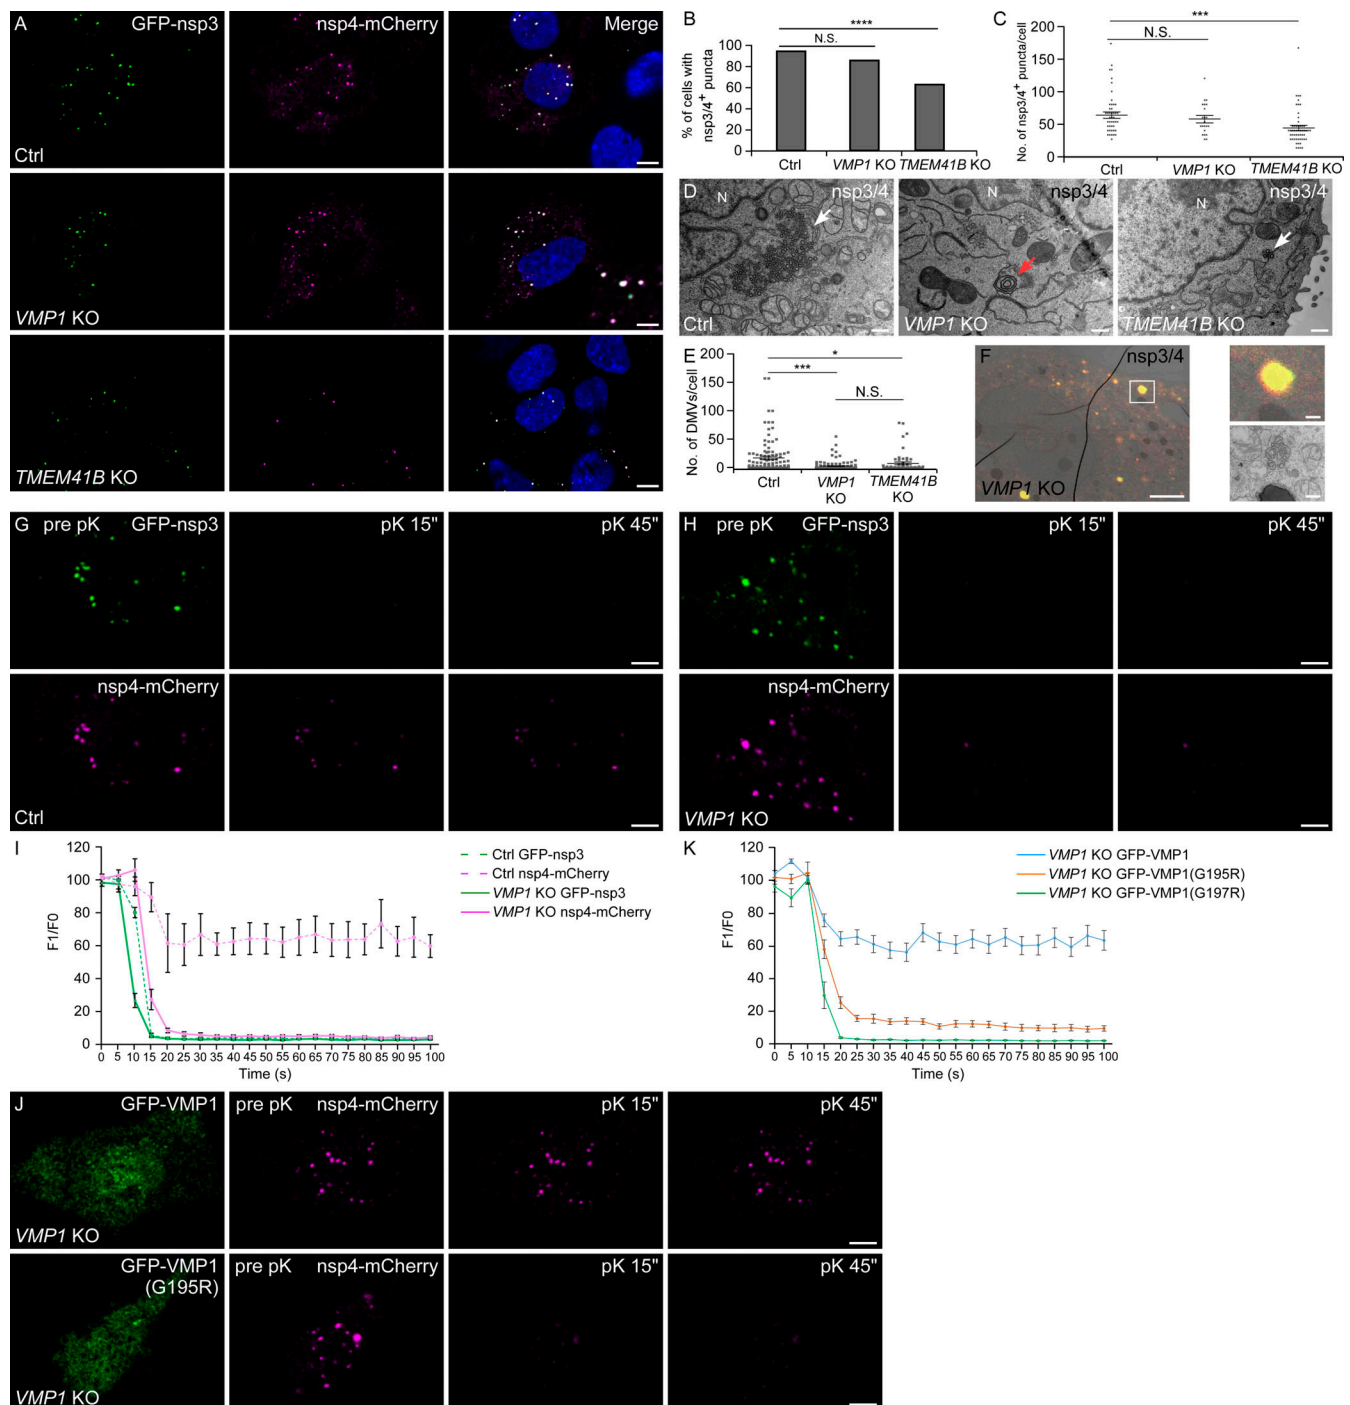 A GFP-nsp3 nsp4-mCherry Merge
Ctrl
VMP1 KO
TMEM41B KO
B
****
N.S.
% of cells with
nsp3/4+ puncta
100
80
60
40
20
0
Ctrl VMP1 KO TMEM41B KO
C
***
N.S.
No. of nsp3/4+ puncta/cell
200
150
100
50
0
Ctrl VMP1 KO TMEM41B KO
D N nsp3/4 N nsp3/4 N nsp3/4
Ctrl VMP1 KO TMEM41B KO
E
*
***
N.S.
No. of DMVs/cell
200
150
100
50
0
Ctrl VMP1 KO TMEM41B KO
F nsp3/4
VMP1 KO
G pre pK GFP-nsp3 pK 15" pK 45"
nsp4-mCherry
Ctrl
H pre pK GFP-nsp3 pK 15" pK 45"
nsp4-mCherry
VMP1 KO
I
F1/F0
120
100
80
60
40
20
0
0 5 10 15 20 25 30 35 40 45 50 55 60 65 70 75 80 85 90 95 100
Time (s)
Ctrl GFP-nsp3
Ctrl nsp4-mCherry
VMP1 KO GFP-nsp3
VMP1 KO nsp4-mCherry
K
F1/F0
120
100
80
60
40
20
0
0 5 10 15 20 25 30 35 40 45 50 55 60 65 70 75 80 85 90 95 100
Time (s)
VMP1 KO GFP-VMP1
VMP1 KO GFP-VMP1(G195R)
VMP1 KO GFP-VMP1(G197R)
J GFP-VMP1 pre pK nsp4-mCherry pK 15" pK 45"
VMP1 KO
GFP-VMP1
(G195R)
pre pK nsp4-mCherry pK 15" pK 45"
VMP1 KO